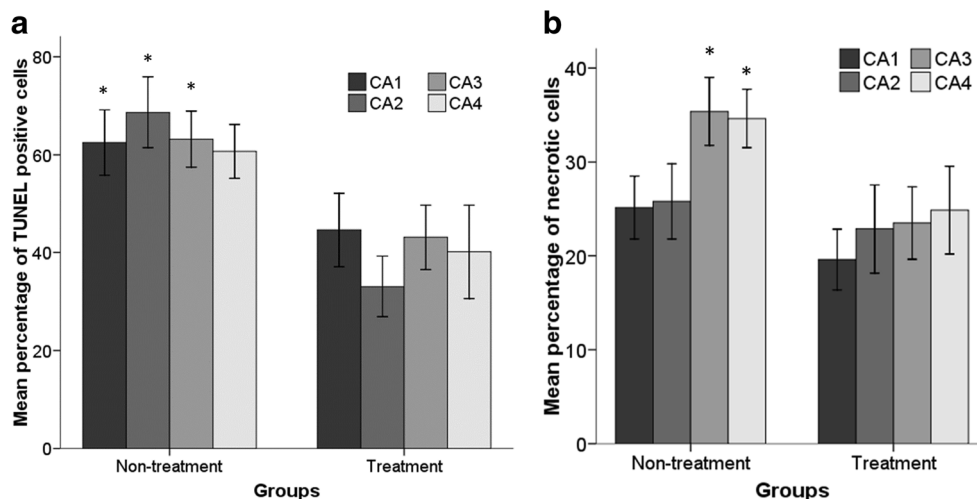 a
Mean percentage of TUNEL positive cells
80
60
40
20
0
* * *
CA1 CA3
CA2 CA4
Non-treatment Treatment
Groups
b
Mean percentage of necrotic cells
40
30
20
10
0
* *
CA1 CA3
CA2 CA4
Non-treatment Treatment
Groups